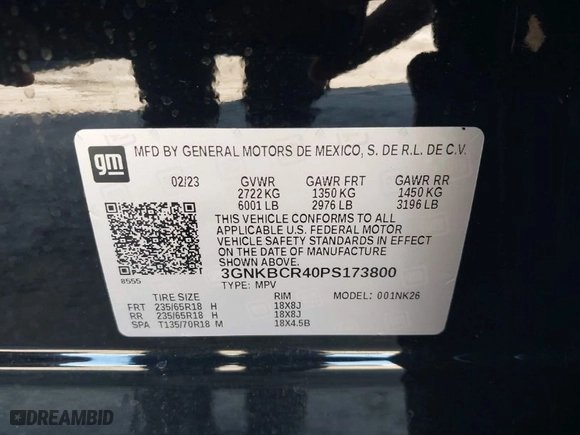 gm
MFD BY GENERAL MOTORS DE MEXICO, S. DE R.L. DE C.V.
02/23 GVWR GAWR FRT GAWR RR
2722 KG 1350 KG 1450 KG
6001 LB 2976 LB 3196 LB
THIS VEHICLE CONFORMS TO ALL
APPLICABLE U.S. FEDERAL MOTOR
VEHICLE SAFETY STANDARDS IN EFFECT
ON THE DATE OF MANUFACTURE
SHOWN ABOVE.
8555 3GNKBCR40PS173800
TYPE: MPV
TIRE SIZE RIM MODEL: 001NK26
FRT 235/65R18 H 18X8J
RR 235/65R18 H 18X8J
SPA T135/70R18 M 18X4.5B
DREAMBID